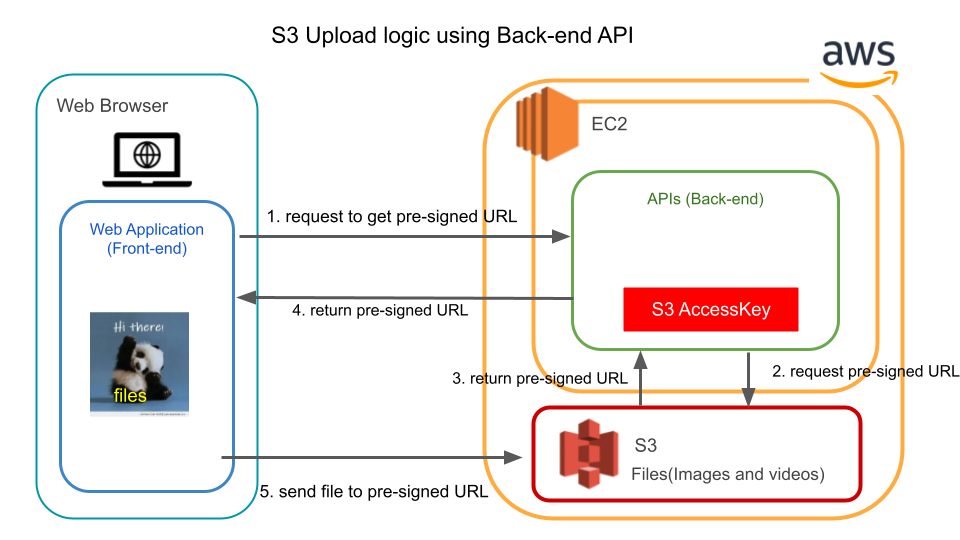 S3 Upload logic using Back-end API
aws
Web Browser
EC2
APIs (Back-end)
Web Application
(Front-end)
1. request to get pre-signed URL
4. return pre-signed URL
S3 AccessKey
Hi there!
files
3. return pre-signed URL
2. request pre-signed URL
S3
Files(Images and videos)
5. send file to pre-signed URL